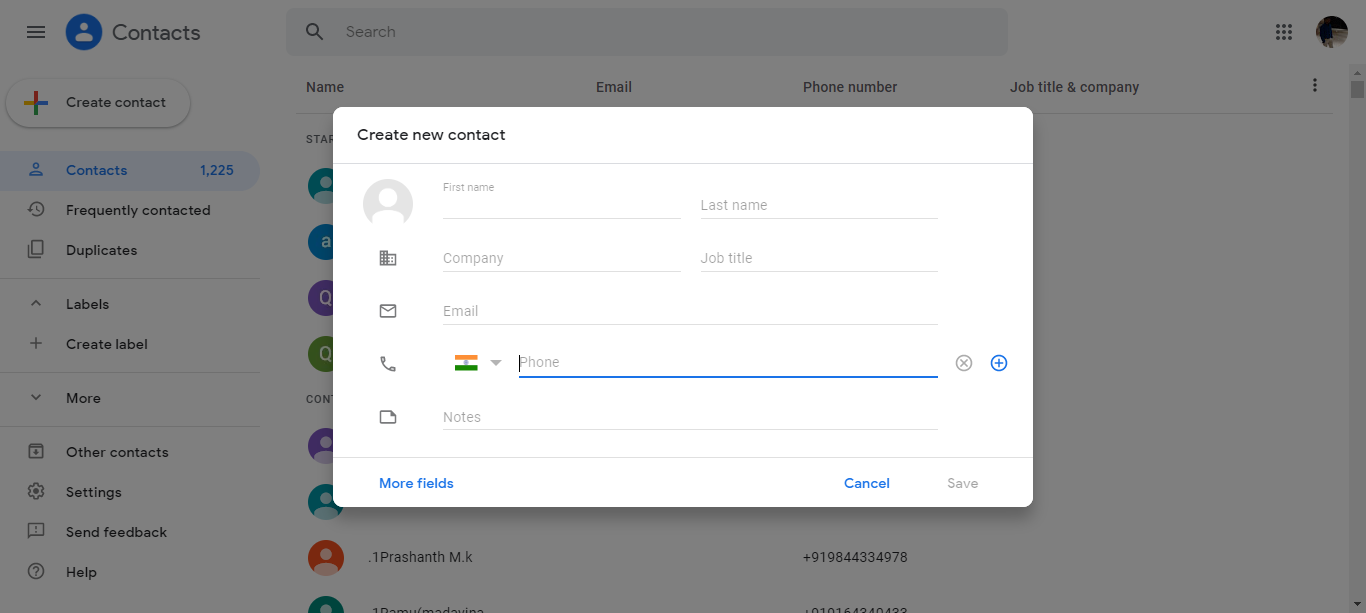 Contacts
Search
Create contact
Name Email Phone number Job title & company
Contacts 1,225
Frequently contacted
Duplicates
Labels
Create label
More
Other contacts
Settings
Send feedback
Help
STAR
a
Q
Q
CONT
Create new contact
First name
Last name
Company Job title
Email
Phone
Notes
More fields Cancel Save
.1Prashanth M.k +919844334978